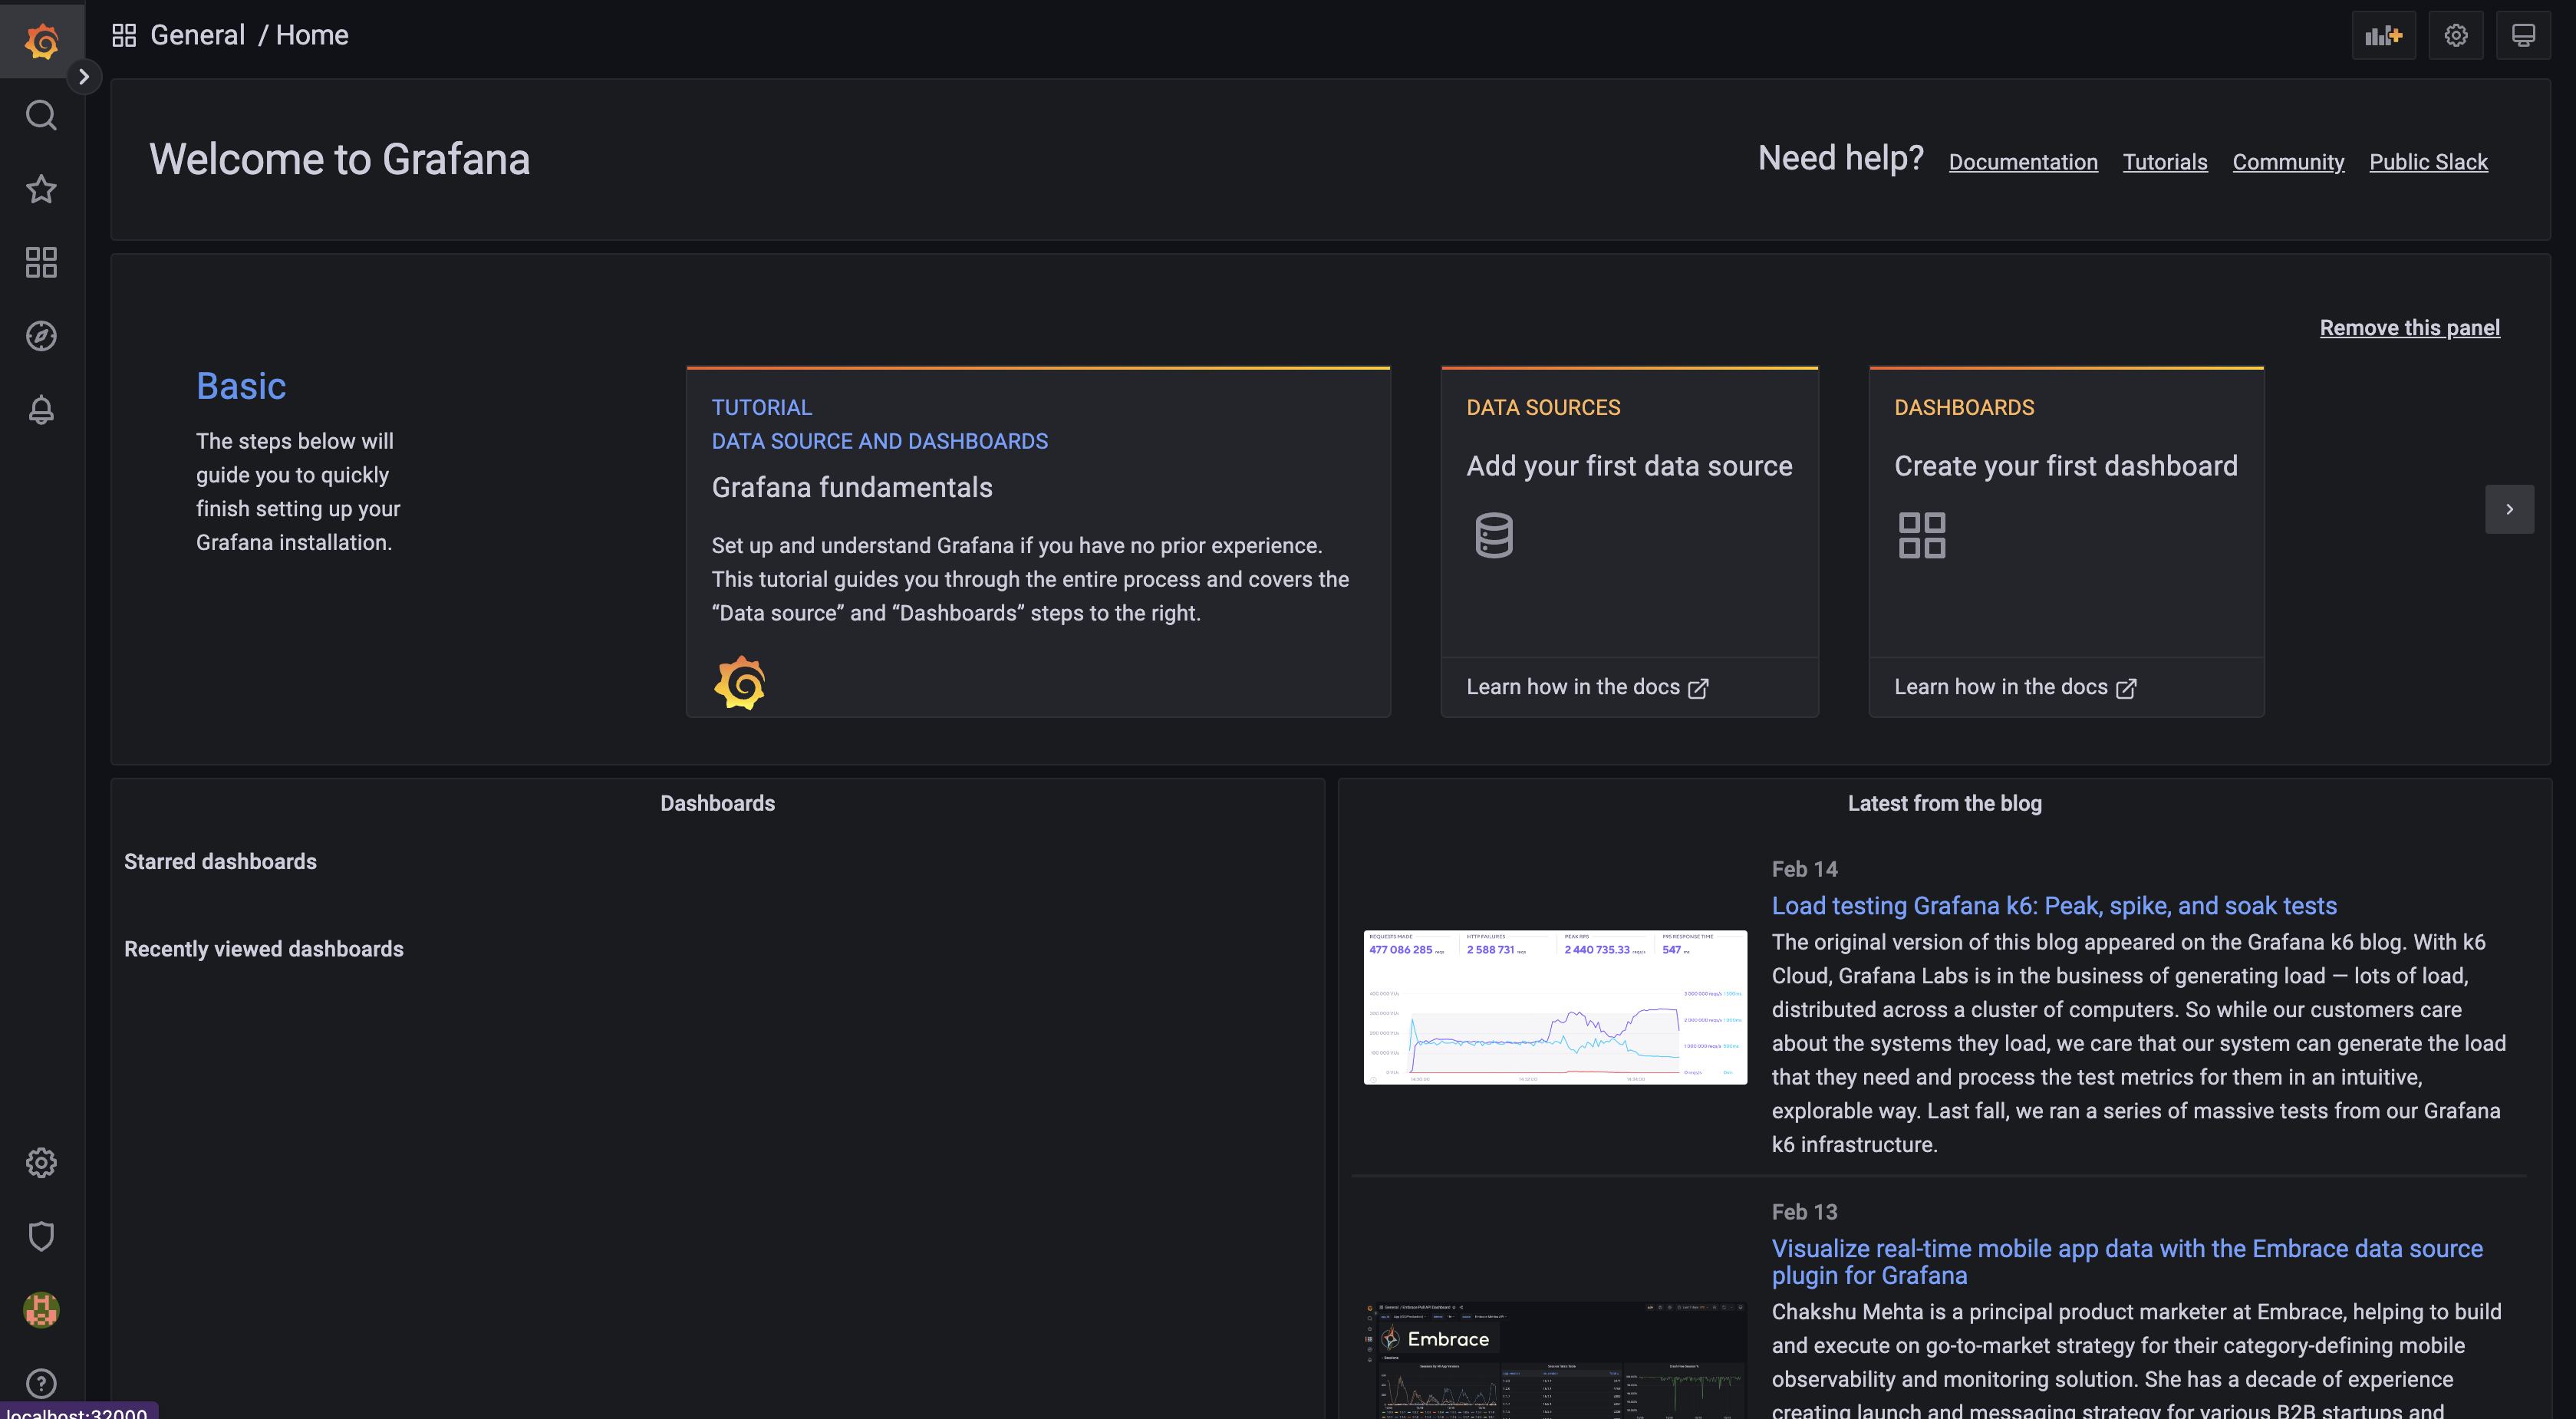 General / Home
Welcome to Grafana
Need help? Documentation Tutorials Community Public Slack
Remove this panel
Basic
The steps below will
guide you to quickly
finish setting up your
Grafana installation.
TUTORIAL
DATA SOURCE AND DASHBOARDS
Grafana fundamentals
Set up and understand Grafana if you have no prior experience.
This tutorial guides you through the entire process and covers the
“Data source” and “Dashboards” steps to the right.
DATA SOURCES
Add your first data source
Learn how in the docs
DASHBOARDS
Create your first dashboard
Learn how in the docs
Dashboards
Starred dashboards
Recently viewed dashboards
Latest from the blog
REQUESTS MADE HTTP FAILURES PEAK RPS P95 RESPONSE TIME
477 086 285 reqs 2 588 731 reqs 2 440 735.33 reqs/s 547 ms
Feb 14
Load testing Grafana k6: Peak, spike, and soak tests
The original version of this blog appeared on the Grafana k6 blog. With k6
Cloud, Grafana Labs is in the business of generating load — lots of load,
distributed across a cluster of computers. So while our customers care
about the systems they load, we care that our system can generate the load
that they need and process the test metrics for them in an intuitive,
explorable way. Last fall, we ran a series of massive tests from our Grafana
k6 infrastructure.
Feb 13
Visualize real-time mobile app data with the Embrace data source
plugin for Grafana
Embrace
Chakshu Mehta is a principal product marketer at Embrace, helping to build
and execute on go-to-market strategy for their category-defining mobile
observability and monitoring solution. She has a decade of experience
creating launch and messaging strategy for various B2B startups and
localhost:32000